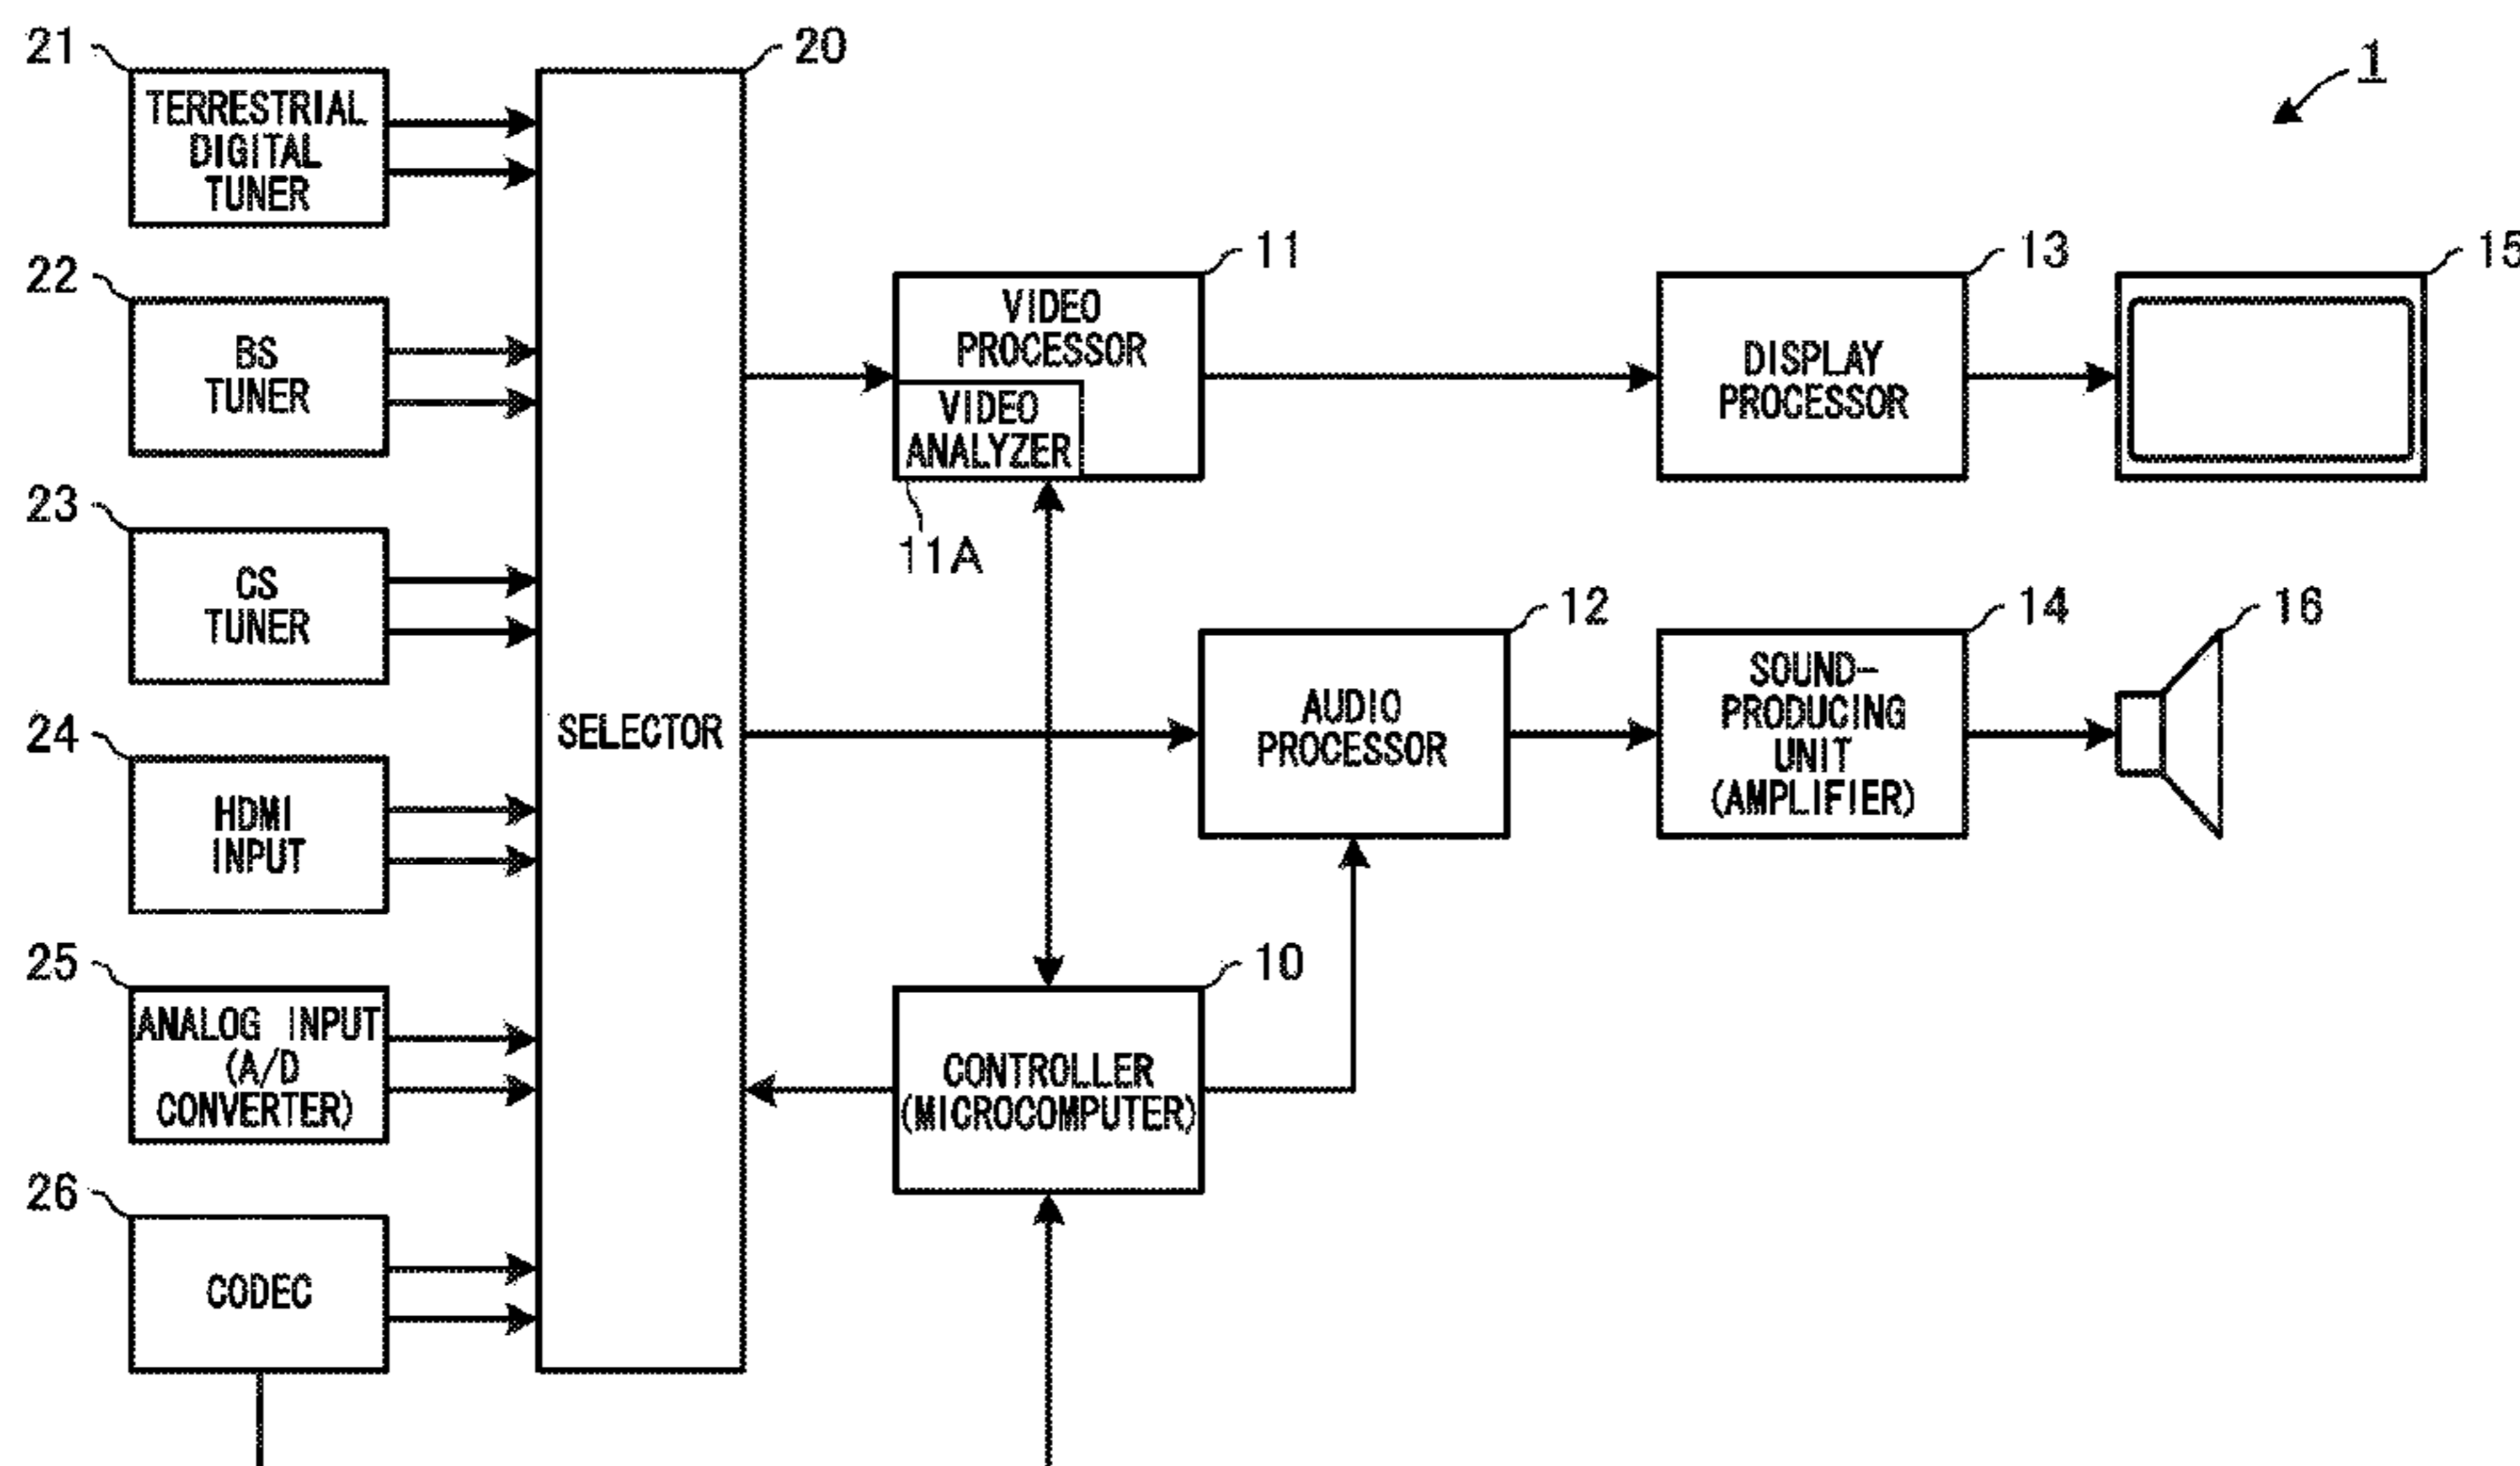 21
TERRESTRIAL
DIGITAL
TUNER
20
1
22
BS
TUNER
11
VIDEO
PROCESSOR
VIDEO
ANALYZER
11A
13
DISPLAY
PROCESSOR
15
23
CS
TUNER
12
AUDIO
PROCESSOR
14
SOUND-
PRODUCING
UNIT
(AMPLIFIER)
16
24
HDMI
INPUT
SELECTOR
25
ANALOG INPUT
(A/D
CONVERTER)
10
CONTROLLER
(MICROCOMPUTER)
26
CODEC